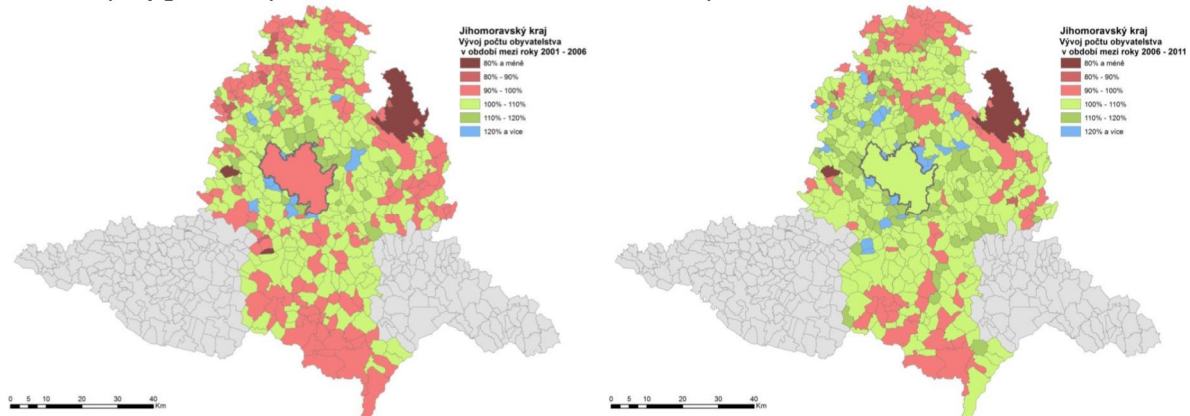 Jihomoravský kraj
Vývoj počtu obyvatelstva
v období mezi roky 2001 - 2006
80% a méně
80% - 90%
90% - 100%
100% - 110%
110% - 120%
120% a více
0 5 10 20 30 40
Km
Jihomoravský kraj
Vývoj počtu obyvatelstva
v období mezi roky 2006 - 2011
80% a méně
80% - 90%
90% - 100%
100% - 110%
110% - 120%
120% a více
0 5 10 20 30 40
Km